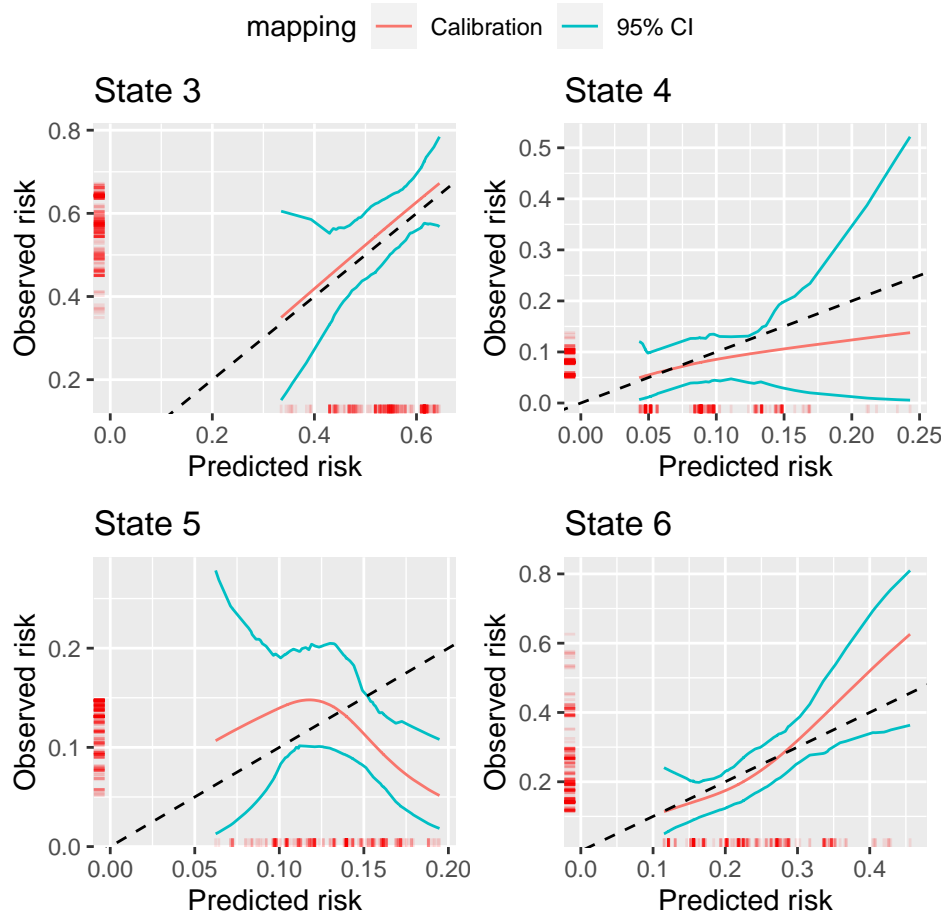 mapping Calibration 95% CI
State 3
0.8
0.6
0.4
0.2
Observed risk
0.0 0.2 0.4 0.6
Predicted risk
State 4
0.5
0.4
0.3
0.2
0.1
0.0
Observed risk
0.00 0.05 0.10 0.15 0.20 0.25
Predicted risk
State 5
0.2
0.1
0.0
Observed risk
0.00 0.05 0.10 0.15 0.20
Predicted risk
State 6
0.8
0.6
0.4
0.2
Observed risk
0.0 0.1 0.2 0.3 0.4
Predicted risk